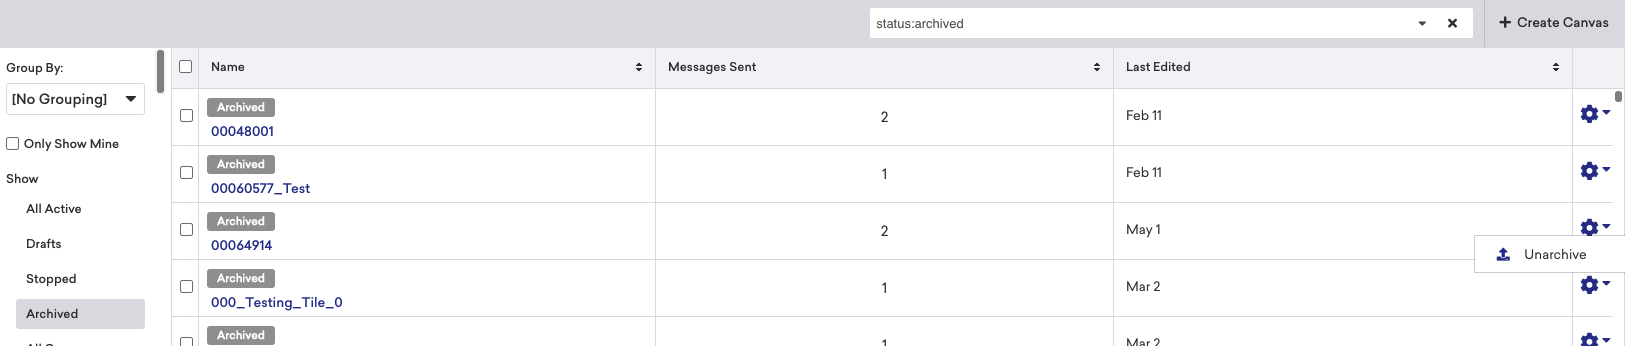 status:archived
Create Canvas
Group By:
[No Grouping]
Only Show Mine
Show
All Active
Drafts
Stopped
Archived
Name
Messages Sent
Last Edited
Archived
00048001
2
Feb 11
Archived
00060577_Test
1
Feb 11
Archived
00064914
2
May 1
Unarchive
Archived
000_Testing_Tile_0
1
Mar 2
Archived
1
Mar 2